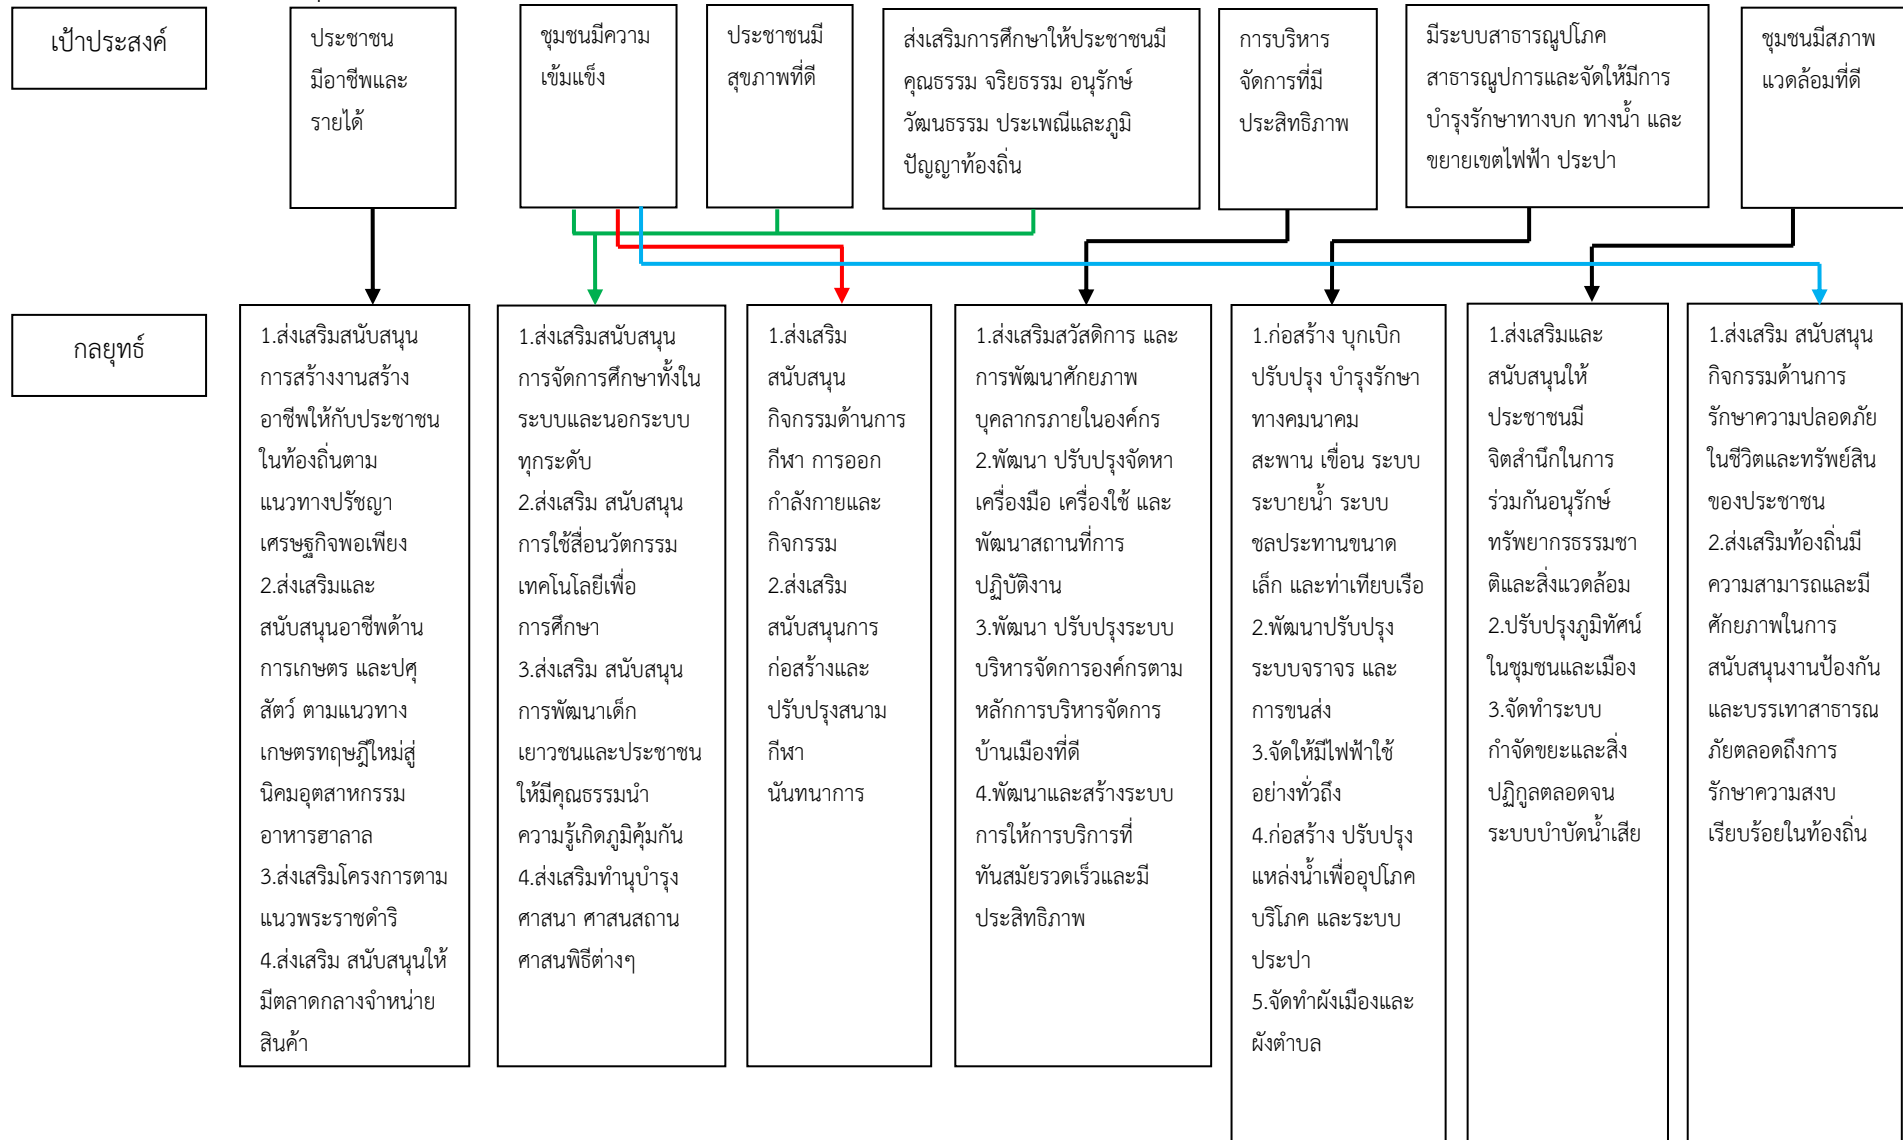 เป้าประสงค์
ประชาชน
มีอาชีพและ
รายได้
ชุมชนมีความ
เข้มแข็ง
ประชาชนมี
สุขภาพที่ดี
ส่งเสริมการศึกษาให้ประชาชนมี
คุณธรรม จริยธรรม อนุรักษ์
วัฒนธรรม ประเพณีและภูมิ
ปัญญาท้องถิ่น
การบริหาร
จัดการที่มี
ประสิทธิภาพ
มีระบบสาธารณูปโภค
สาธารณูปการและจัดให้มีการ
บำรุงรักษาทางบก ทางน้ำ และ
ขยายเขตไฟฟ้า ประปา
ชุมชนมีสภาพ
แวดล้อมที่ดี
กลยุทธ์
1.ส่งเสริมสนับสนุน
การสร้างงานสร้าง
อาชีพให้กับประชาชน
ในท้องถิ่นตาม
แนวทางปรัชญา
เศรษฐกิจพอเพียง
2.ส่งเสริมและ
สนับสนุนอาชีพด้าน
การเกษตร และปศุ
สัตว์ ตามแนวทาง
เกษตรทฤษฎีใหม่สู่
นิคมอุตสาหกรรม
อาหารฮาลาล
3.ส่งเสริมโครงการตาม
แนวพระราชดำริ
4.ส่งเสริม สนับสนุนให้
มีตลาดกลางจำหน่าย
สินค้า
1.ส่งเสริมสนับสนุน
การจัดการศึกษาทั้งใน
ระบบและนอกระบบ
ทุกระดับ
2.ส่งเสริม สนับสนุน
การใช้สื่อนวัตกรรม
เทคโนโลยีเพื่อ
การศึกษา
3.ส่งเสริม สนับสนุน
การพัฒนาเด็ก
เยาวชนและประชาชน
ให้มีคุณธรรมนำ
ความรู้เกิดภูมิคุ้มกัน
4.ส่งเสริมทำนุบำรุง
ศาสนา ศาสนสถาน
ศาสนพิธีต่างๆ
1.ส่งเสริม
สนับสนุน
กิจกรรมด้านการ
กีฬา การออก
กำลังกายและ
กิจกรรม
2.ส่งเสริม
สนับสนุนการ
ก่อสร้างและ
ปรับปรุงสนาม
กีฬา
นันทนาการ
1.ส่งเสริมสวัสดิการ และ
การพัฒนาศักยภาพ
บุคลากรภายในองค์กร
2.พัฒนา ปรับปรุงจัดหา
เครื่องมือ เครื่องใช้ และ
พัฒนาสถานที่การ
ปฏิบัติงาน
3.พัฒนา ปรับปรุงระบบ
บริหารจัดการองค์กรตาม
หลักการบริหารจัดการ
บ้านเมืองที่ดี
4.พัฒนาและสร้างระบบ
การให้การบริการที่
ทันสมัยรวดเร็วและมี
ประสิทธิภาพ
1.ก่อสร้าง บุกเบิก
ปรับปรุง บำรุงรักษา
ทางคมนาคม
สะพาน เขื่อน ระบบ
ระบายน้ำ ระบบ
ชลประทานขนาด
เล็ก และท่าเทียบเรือ
2.พัฒนาปรับปรุง
ระบบจราจร และ
การขนส่ง
3.จัดให้มีไฟฟ้าใช้
อย่างทั่วถึง
4.ก่อสร้าง ปรับปรุง
แหล่งน้ำเพื่ออุปโภค
บริโภค และระบบ
ประปา
5.จัดทำผังเมืองและ
ผังตำบล
1.ส่งเสริมและ
สนับสนุนให้
ประชาชนมี
จิตสำนึกในการ
ร่วมกันอนุรักษ์
ทรัพยากรธรรมชา
ติและสิ่งแวดล้อม
2.ปรับปรุงภูมิทัศน์
ในชุมชนและเมือง
3.จัดทำระบบ
กำจัดขยะและสิ่ง
ปฏิกูลตลอดจน
ระบบบำบัดน้ำเสีย
1.ส่งเสริม สนับสนุน
กิจกรรมด้านการ
รักษาความปลอดภัย
ในชีวิตและทรัพย์สิน
ของประชาชน
2.ส่งเสริมท้องถิ่นมี
ความสามารถและมี
ศักยภาพในการ
สนับสนุนงานป้องกัน
และบรรเทาสาธารณ
ภัยตลอดถึงการ
รักษาความสงบ
เรียบร้อยในท้องถิ่น